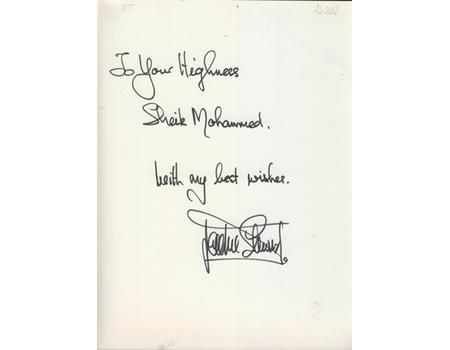 To Your Highness
Sheik Mohammed.
with my best wishes.